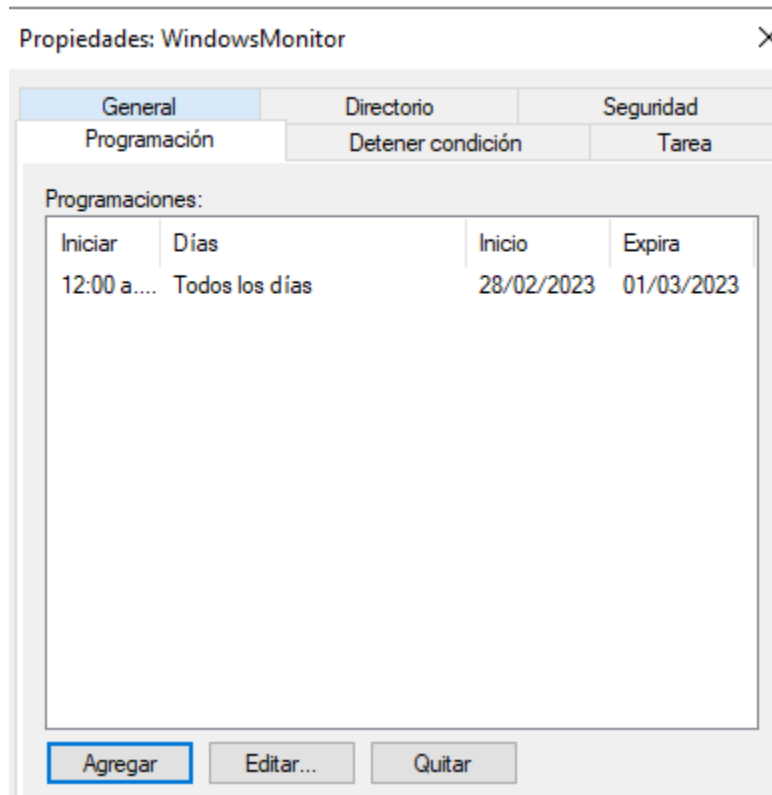 Propiedades: WindowsMonitor
General Directorio Seguridad
Programación Detener condición Tarea
Programaciones:
Iniciar Días Inicio Expira
12:00 a.... Todos los días 28/02/2023 01/03/2023
Agregar Editar... Quitar